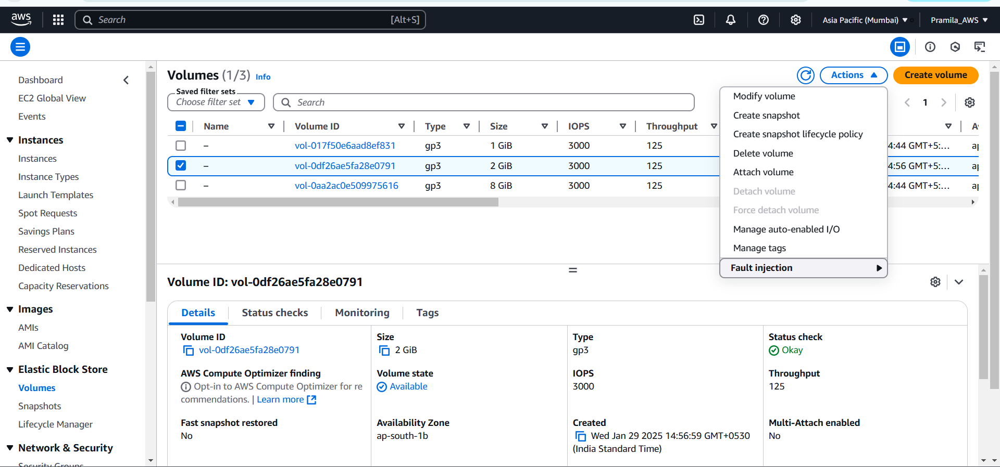 aws
Search [Alt+S]
Asia Pacific (Mumbai)
Pramila_AWS
Dashboard
EC2 Global View
Events
Instances
Instances
Instance Types
Launch Templates
Spot Requests
Savings Plans
Reserved Instances
Dedicated Hosts
Capacity Reservations
Images
AMIs
AMI Catalog
Elastic Block Store
Volumes
Snapshots
Lifecycle Manager
Network & Security
Security Groups
Volumes (1/3) Info
Actions
Create volume
Saved filter sets
Choose filter set
Search
1
Name Volume ID Type Size IOPS Throughput
– vol-017f50e6aad8ef831 gp3 1 GiB 3000 125 4:44 GMT+5:...
– vol-0df26ae5fa28e0791 gp3 2 GiB 3000 125 4:56 GMT+5:...
– vol-0aa2ac0e509975616 gp3 8 GiB 3000 125 4:44 GMT+5:...
Modify volume
Create snapshot
Create snapshot lifecycle policy
Delete volume
Attach volume
Detach volume
Force detach volume
Manage auto-enabled I/O
Manage tags
Fault injection
Volume ID: vol-0df26ae5fa28e0791
Details Status checks Monitoring Tags
Volume ID
vol-0df26ae5fa28e0791
Size
2 GiB
Type
gp3
Status check
Okay
AWS Compute Optimizer finding
Opt-in to AWS Compute Optimizer for re
commendations. | Learn more
Volume state
Available
IOPS
3000
Throughput
125
Fast snapshot restored
No
Availability Zone
ap-south-1b
Created
Wed Jan 29 2025 14:56:59 GMT+0530
(India Standard Time)
Multi-Attach enabled
No